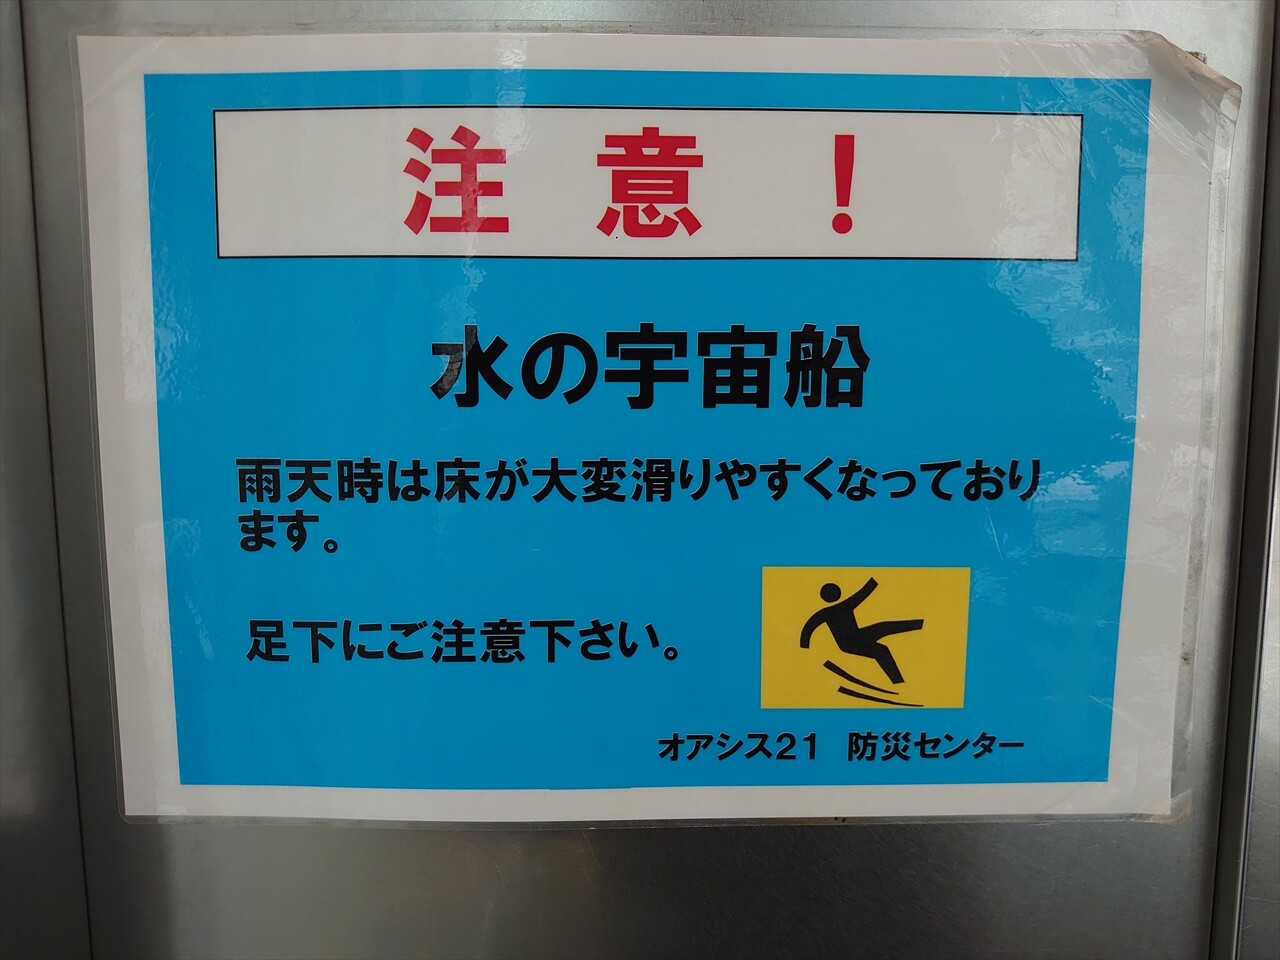 注意！
水の宇宙船
雨天時は床が大変滑りやすくなっており
ます。
足下にご注意下さい。
オアシス２１　防災センター